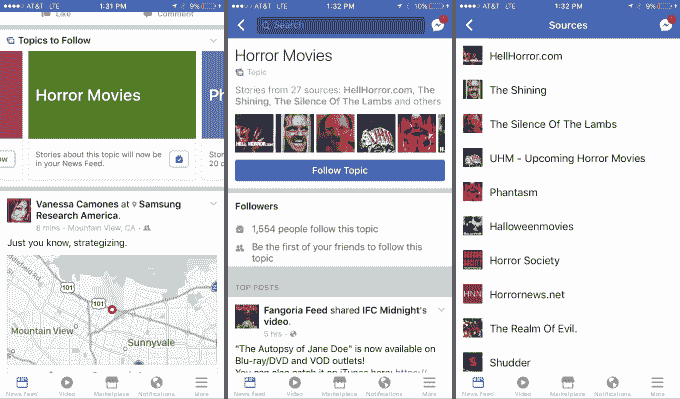 AT&T LTE 1:31 PM 9%
Like Comment
Topics to Follow
Horror Movies
Ph
Stories about this topic will now be
in your News Feed.
Vanessa Camones at Samsung
Research America.
6 mins · Mountain View, CA ·
Just you know, strategizing.
101
101
Mountain View
Sunnyvale
News Feed Video Marketplace Notifications More
AT&T LTE 1:32 PM 10%
Search
Horror Movies
Topic
Stories from 27 sources: HellHorror.com, The
Shining, The Silence Of The Lambs and others
Follow Topic
Followers
1,554 people follow this topic
Be the first of your friends to follow this
topic
TOP POSTS
Fangoria Feed shared IFC Midnight's
video.
5 hrs ·
"The Autopsy of Jane Doe" is now available on
Blu-ray/DVD and VOD outlets!
You can also catch it on iTunes here: https://
News Feed Video Marketplace Notifications More
AT&T LTE 1:32 PM 9%
Sources
HellHorror.com
The Shining
The Silence Of The Lambs
UHM - Upcoming Horror Movies
Phantasm
Halloweenmovies
Horror Society
HNN
Horrornews.net
The Realm Of Evil.
Shudder
News Feed Video Marketplace Notifications More